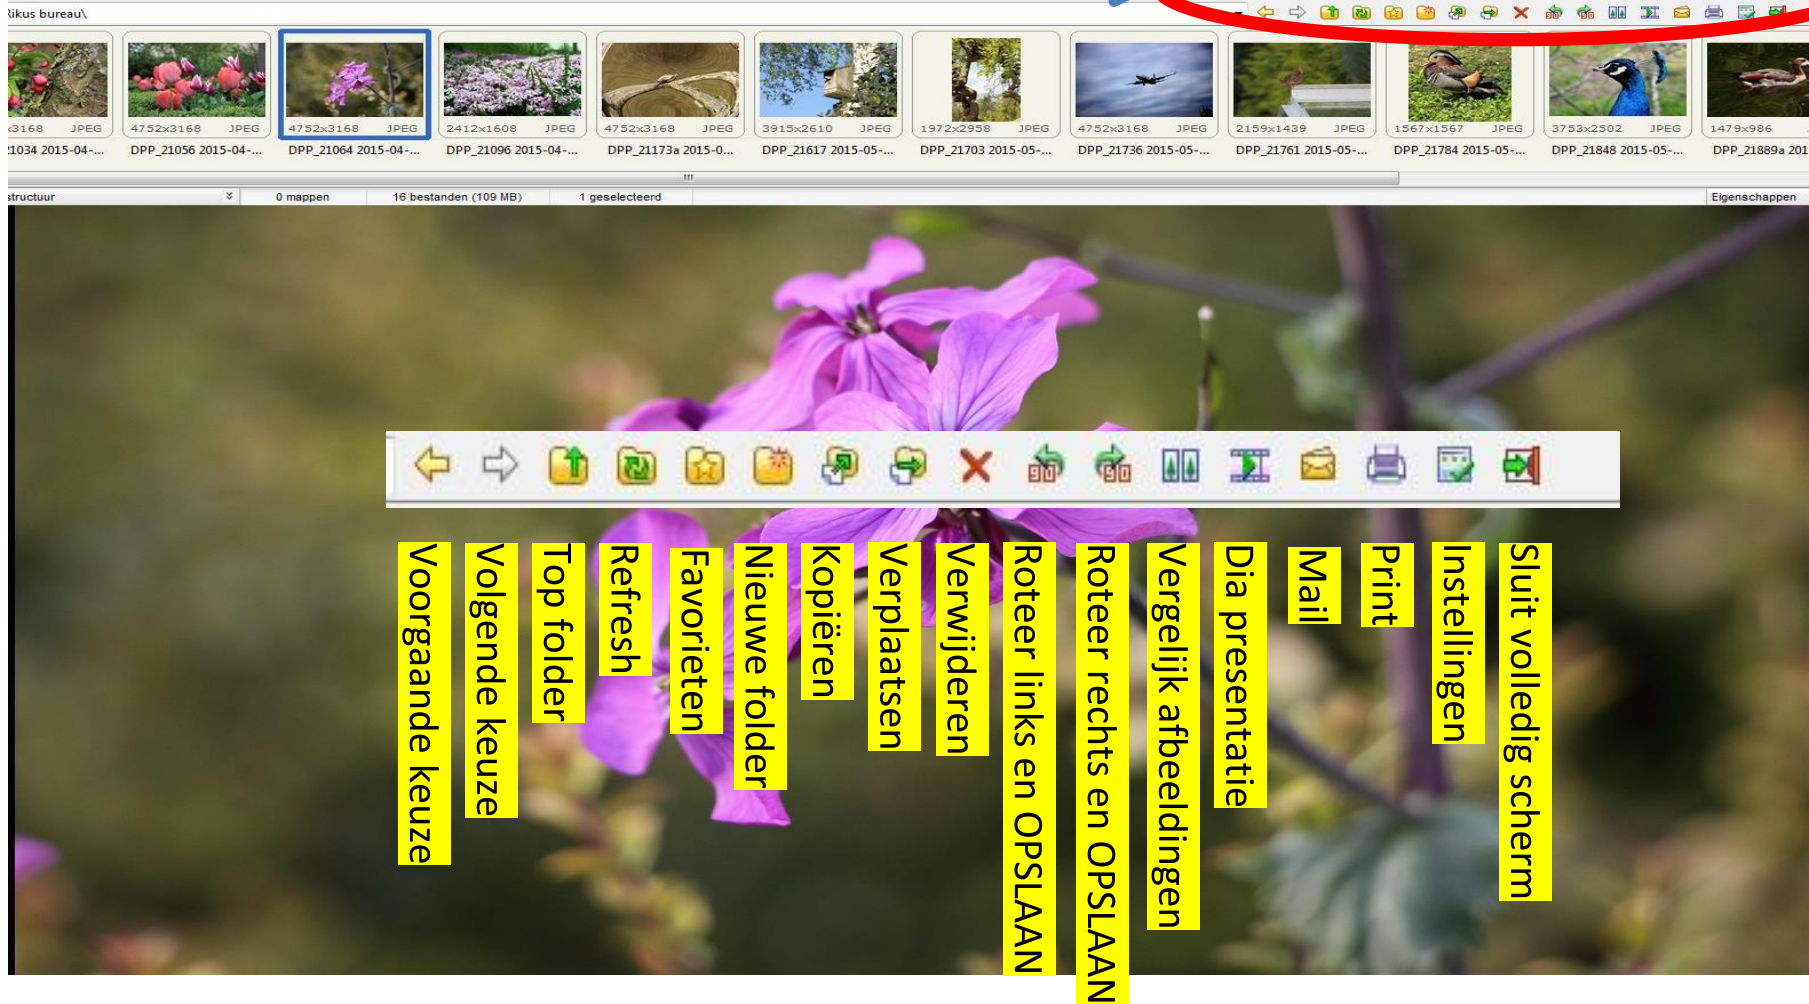 Rikus bureau\
x3168 JPEG
4752x3168 JPEG
4752x3168 JPEG
2412x1608 JPEG
4752x3168 JPEG
3915x2610 JPEG
1972x2958 JPEG
4752x3168 JPEG
2159x1439 JPEG
1567x1567 JPEG
3753x2502 JPEG
1479x986
21034 2015-04-...
DPP_21056 2015-04-...
DPP_21064 2015-04-...
DPP_21096 2015-04-...
DPP_21173a 2015-0...
DPP_21617 2015-05-...
DPP_21703 2015-05-...
DPP_21736 2015-05-...
DPP_21761 2015-05-...
DPP_21784 2015-05-...
DPP_21848 2015-05-...
DPP_21889a 201
structuur
0 mappen
16 bestanden (109 MB)
1 geselecteerd
Eigenschappen
Voorgaande keuze
Volgende keuze
Top folder
Refresh
Favorieten
Nieuwe folder
Kopiëren
Verplaatsen
Verwijderen
Roteer links en OPSLAAN
Roteer rechts en OPSLAAN
Vergelijk afbeeldingen
Dia presentatie
Mail
Print
Instellingen
Sluit volledig scherm